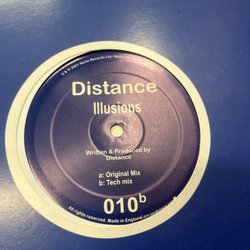 Distance
Illusions
Written & Produced by
Distance
a: Original Mix
b: Tech mix
010b
All rights reserved. Made in England.